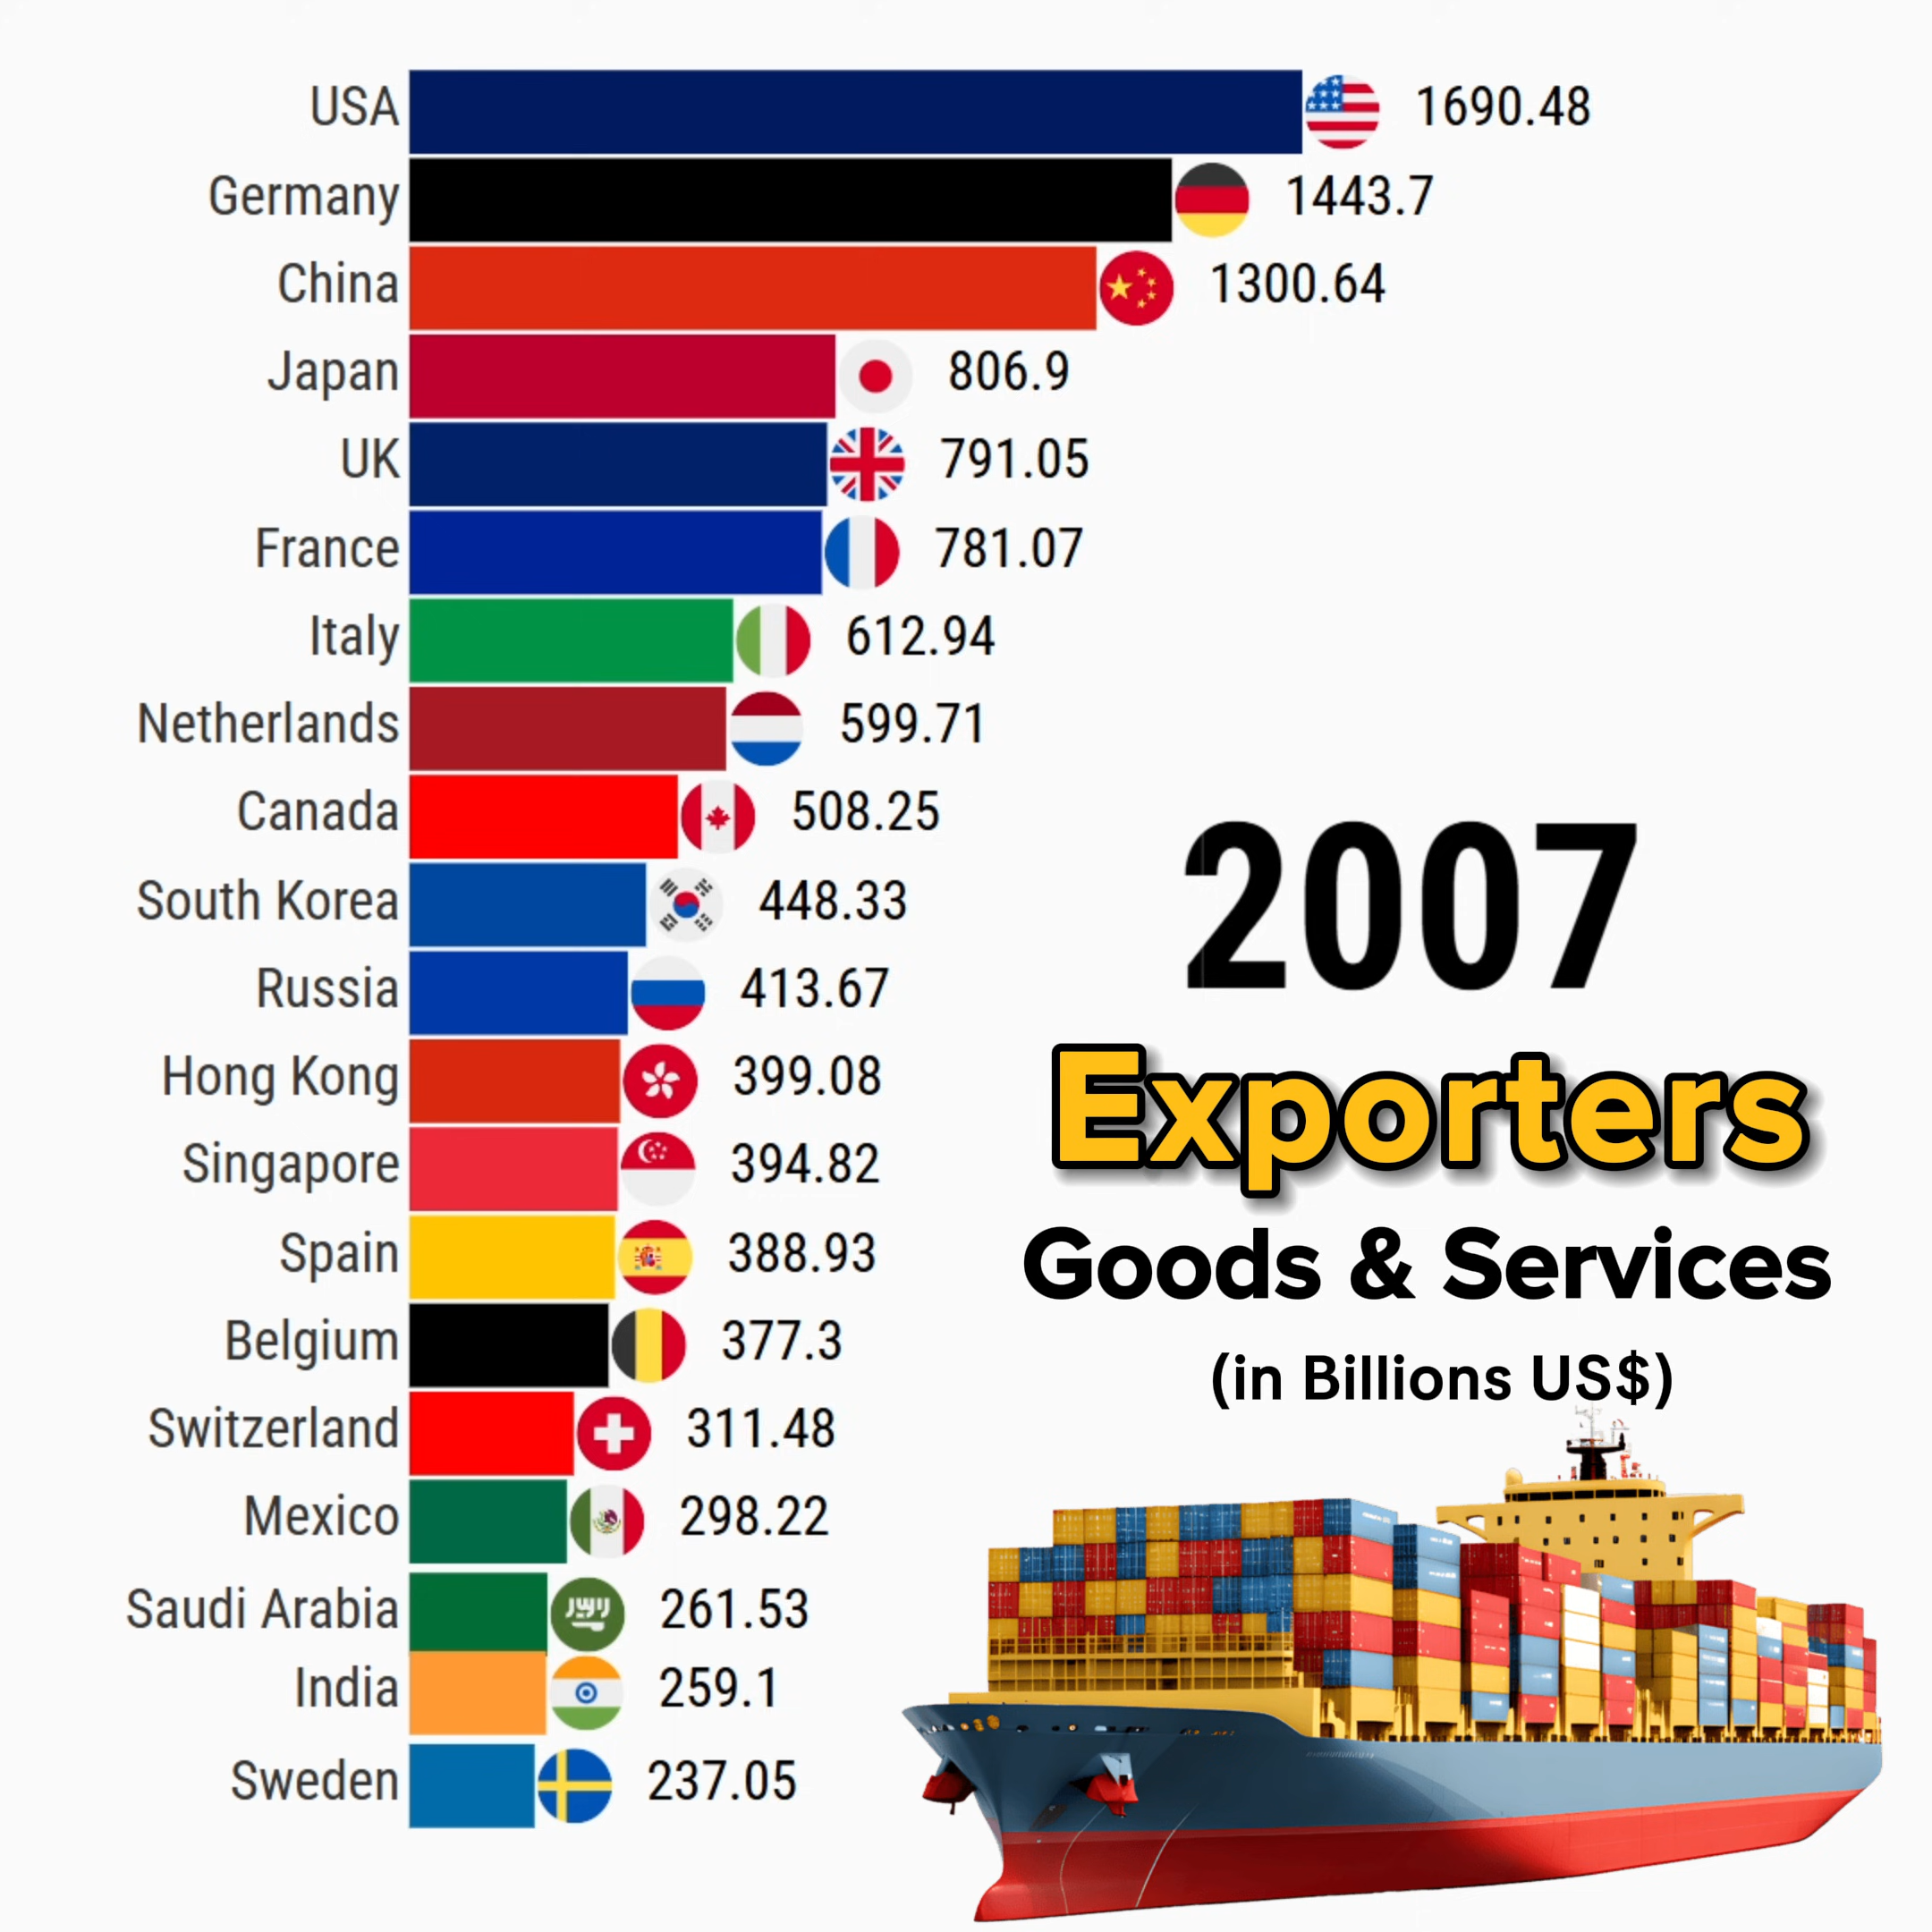 USA 1690.48
Germany 1443.7
China 1300.64
Japan 806.9
UK 791.05
France 781.07
Italy 612.94
Netherlands 599.71
Canada 508.25
South Korea 448.33
Russia 413.67
Hong Kong 399.08
Singapore 394.82
Spain 388.93
Belgium 377.3
Switzerland 311.48
Mexico 298.22
Saudi Arabia 261.53
India 259.1
Sweden 237.05
2007
Exporters
Goods & Services
(in Billions US$)